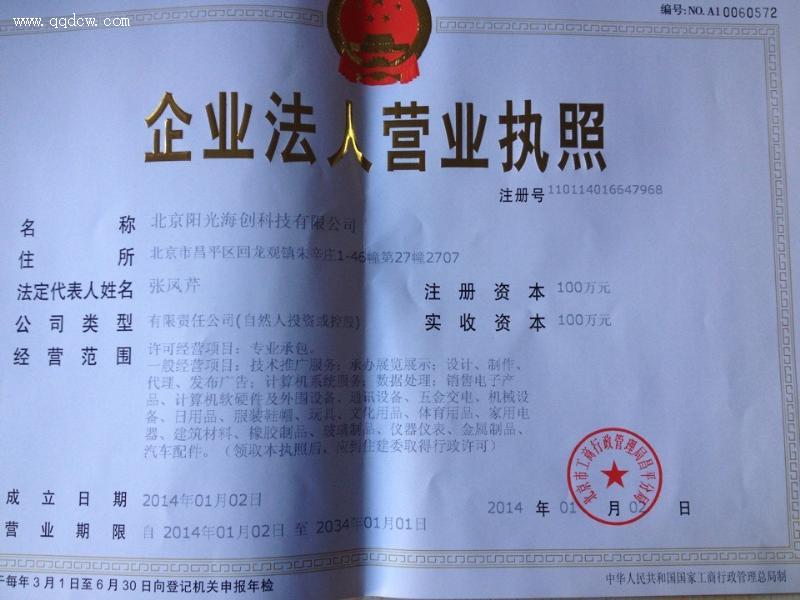 www.qqdcw.com
编号:NO.A10060572
企业法人营业执照
注册号 110114016647968
名 称 北京阳光海创科技有限公司
住 所 北京市昌平区回龙观镇朱辛庄1-46幢第27幢2707
法定代表人姓名 张凤芹
注 册 资 本 100万元
公 司 类 型 有限责任公司(自然人投资或控股)
实 收 资 本 100万元
经 营 范 围 许可经营项目：专业承包。
一般经营项目：技术推广服务；承办展览展示；设计、制作、
代理、发布广告；计算机系统服务；数据处理；销售电子产
品、计算机软硬件及外围设备、通讯设备、五金交电、机械设
备、日用品、服装鞋帽、玩具、文化用品、体育用品、家用电
器、建筑材料、橡胶制品、玻璃制品、仪器仪表、金属制品、
汽车配件。（领取本执照后，应到住建委取得行政许可）
北京市工商行政管理局昌平分局
成 立 日 期 2014年01月02日
2014 年 01 月 02 日
营 业 期 限 自 2014年01月02日 至 2034年01月01日
于每年3月1日至6月30日向登记机关申报年检
中华人民共和国国家工商行政管理总局制